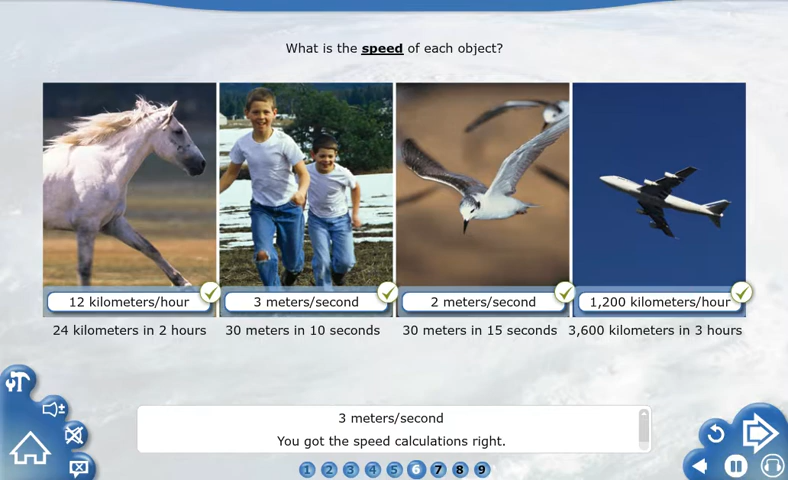 What is the speed of each object?
12 kilometers/hour
3 meters/second
2 meters/second
1,200 kilometers/hour
24 kilometers in 2 hours
30 meters in 10 seconds
30 meters in 15 seconds
3,600 kilometers in 3 hours
3 meters/second
You got the speed calculations right.
1 2 3 4 5 6 7 8 9